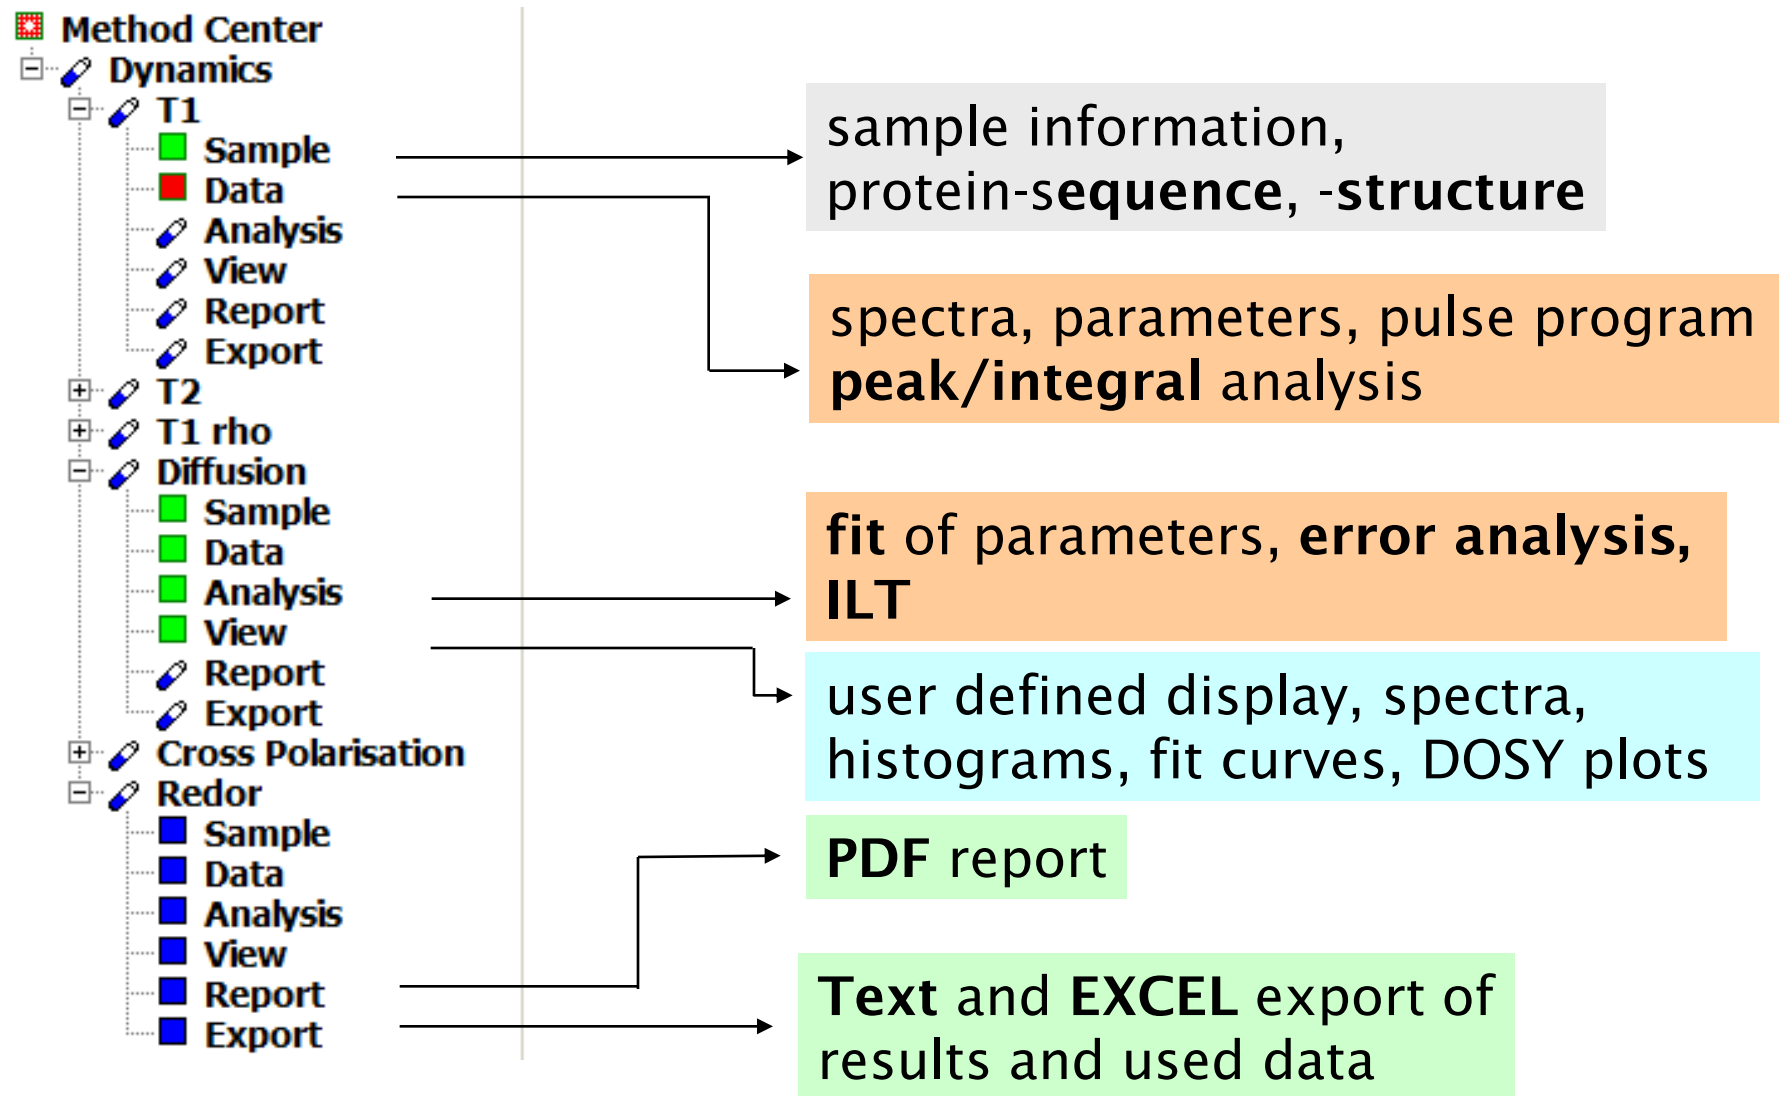 Method Center
Dynamics
T1
Sample
Data
Analysis
View
Report
Export
T2
T1 rho
Diffusion
Sample
Data
Analysis
View
Report
Export
Cross Polarisation
Redor
Sample
Data
Analysis
View
Report
Export
sample information,
protein-sequence, -structure
spectra, parameters, pulse program
peak/integral analysis
fit of parameters, error analysis,
ILT
user defined display, spectra,
histograms, fit curves, DOSY plots
PDF report
Text and EXCEL export of
results and used data